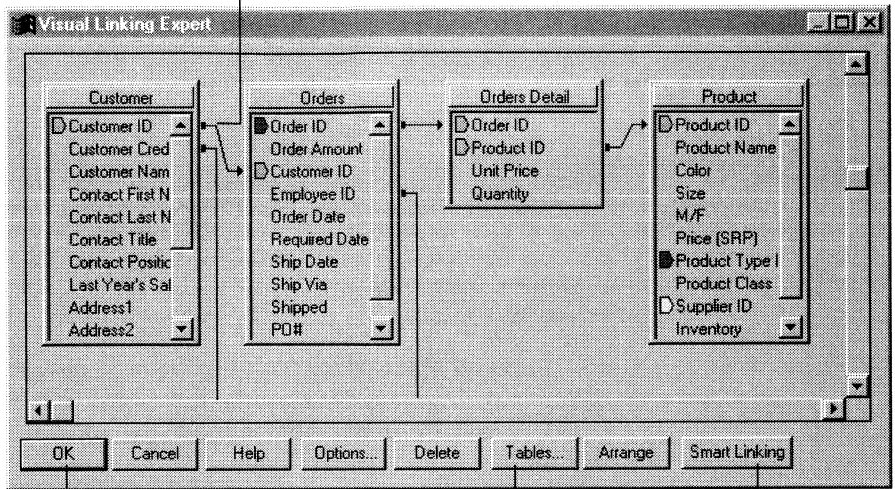 Visual Linking Expert
Customer
Customer ID
Customer Cred
Customer Nam
Contact First N
Contact Last N
Contact Title
Contact Positic
Last Year's Sal
Address1
Address2
Orders
Order ID
Order Amount
Customer ID
Employee ID
Order Date
Required Date
Ship Date
Ship Via
Shipped
PO#
Orders Detail
Order ID
Product ID
Unit Price
Quantity
Product
Product ID
Product Name
Color
Size
M/F
Price (SRP)
Product Type I
Product Class
Supplier ID
Inventory
OK
Cancel
Help
Options...
Delete
Tables...
Arrange
Smart Linking